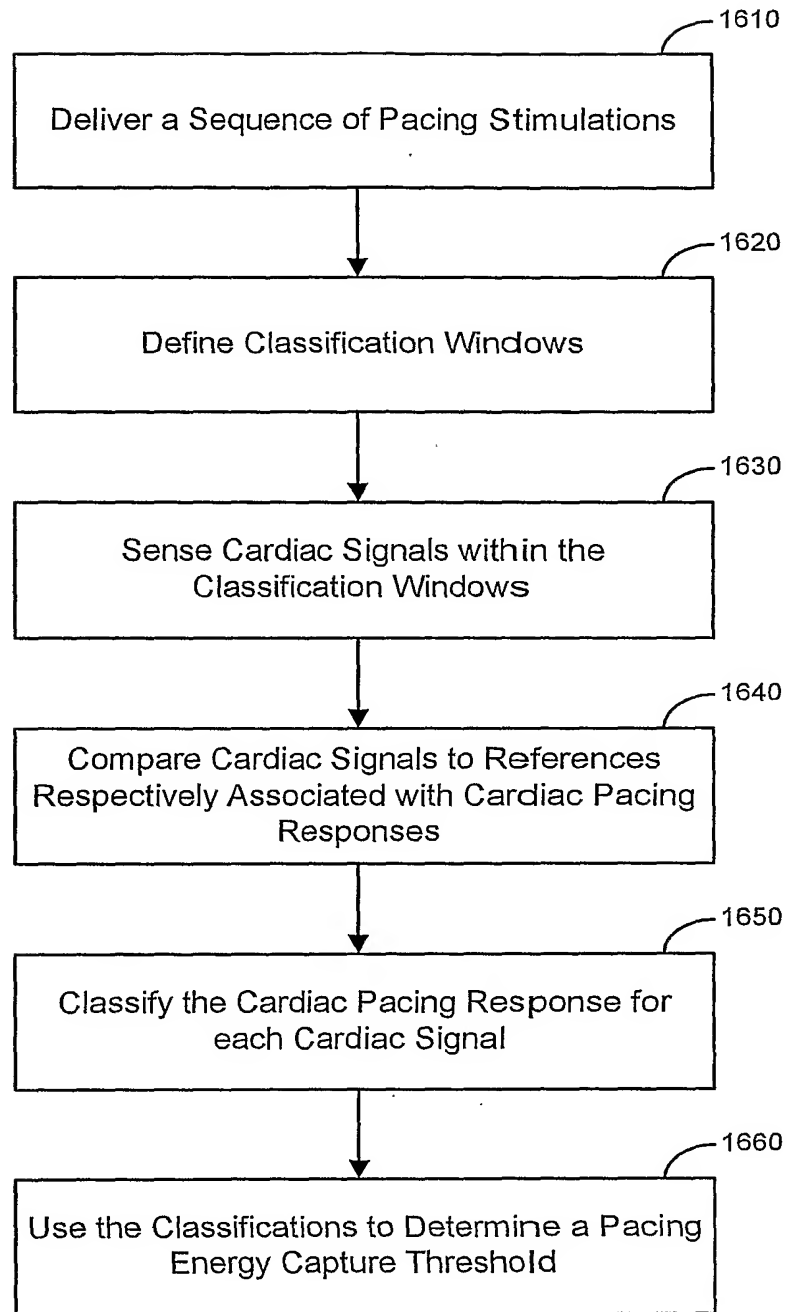 1610
Deliver a Sequence of Pacing Stimulations
1620
Define Classification Windows
1630
Sense Cardiac Signals within the
Classification Windows
1640
Compare Cardiac Signals to References
Respectively Associated with Cardiac Pacing
Responses
1650
Classify the Cardiac Pacing Response for
each Cardiac Signal
1660
Use the Classifications to Determine a Pacing
Energy Capture Threshold